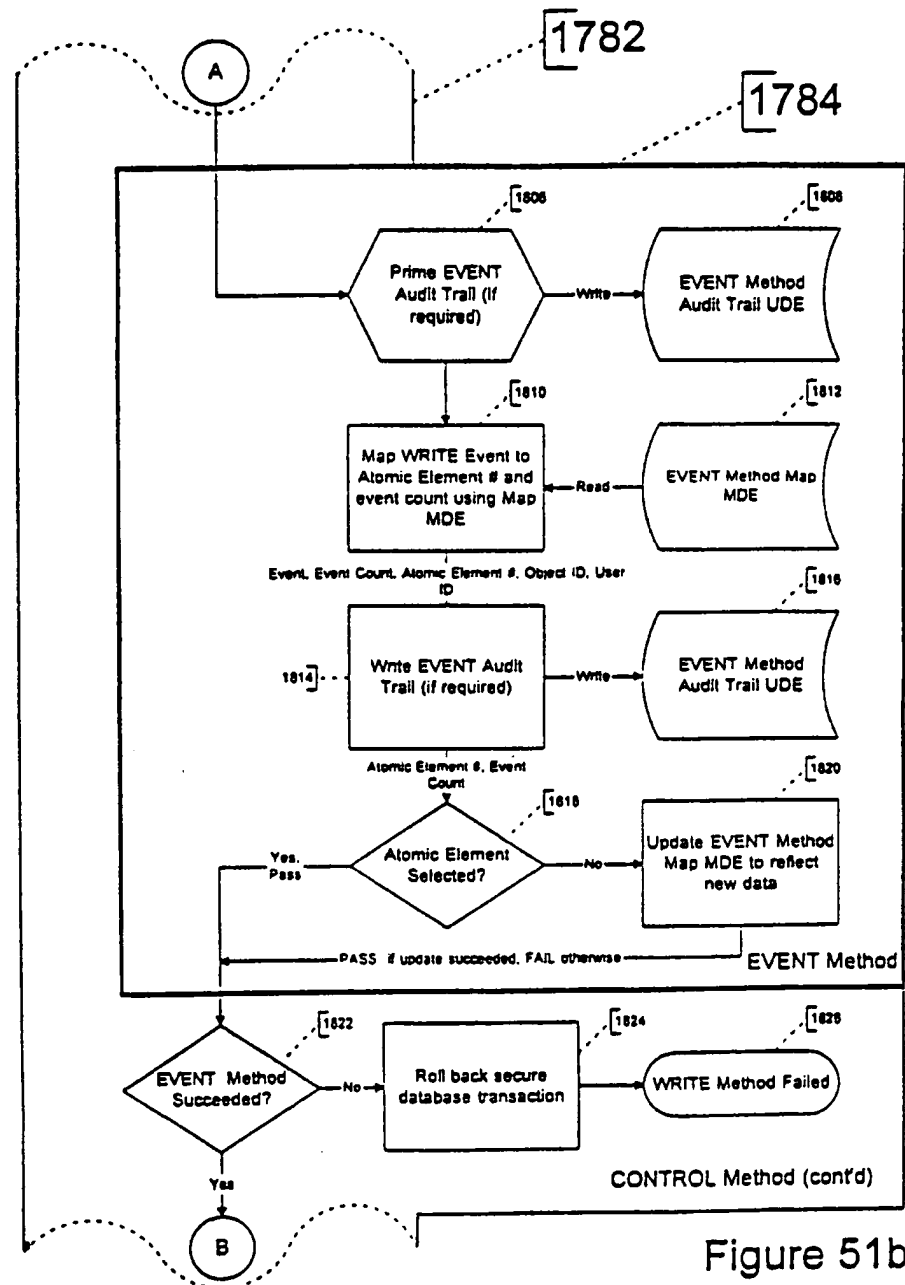 1782
A
1784
1806
1808
Prime EVENT
Audit Trail (if
required)
Write
EVENT Method
Audit Trail UDE
1810
1812
Map WRITE Event to
Atomic Element # and
event count using Map
MDE
Read
EVENT Method Map
MDE
Event, Event Count, Atomic Element #, Object ID, User
ID
1816
1814
Write EVENT Audit
Trail (if required)
Write
EVENT Method
Audit Trail UDE
Atomic Element #, Event
Count
1818
1820
Yes,
Pass
Atomic Element
Selected?
No
Update EVENT Method
Map MDE to reflect
new data
PASS if update succeeded, FAIL otherwise
EVENT Method
1822
1824
1826
EVENT Method
Succeeded?
No
Roll back secure
database transaction
WRITE Method Failed
Yes
CONTROL Method (cont'd)
B
Figure 51b